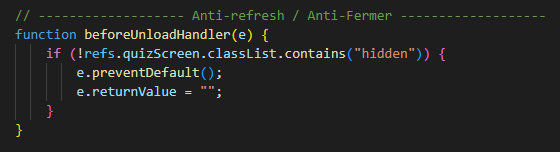 // ------------------ Anti-refresh / Anti-Fermer ------------------
function beforeUnloadHandler(e) {
    if (!refs.quizScreen.classList.contains("hidden")) {
        e.preventDefault();
        e.returnValue = "";
    }
}